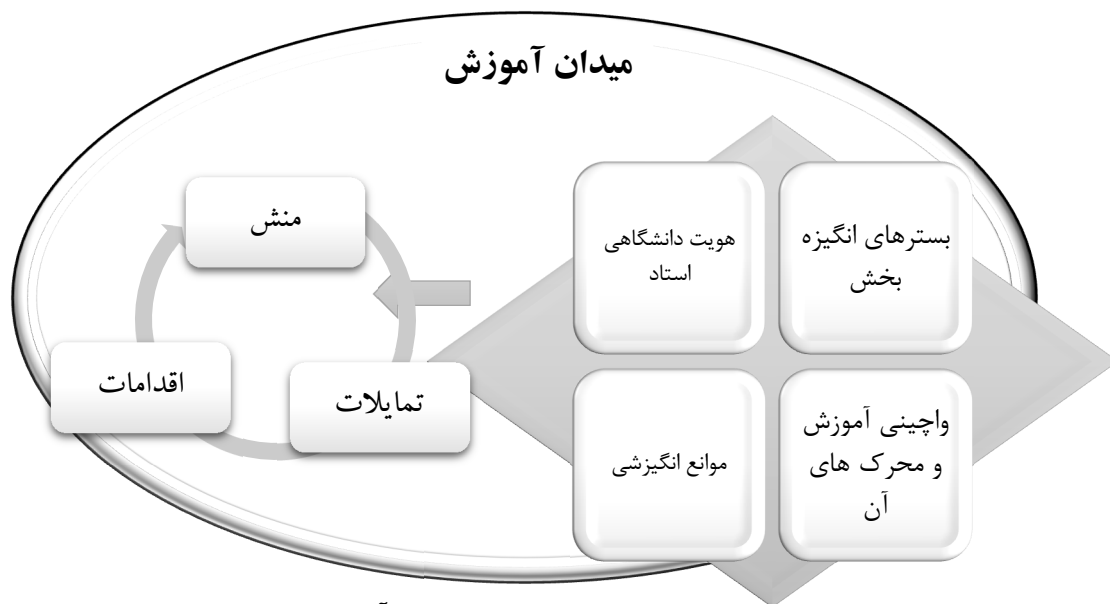 میدان آموزش
بسترهای انگیزه
بخش
هویت دانشگاهی
استاد
واچینی آموزش
و محرک های
آن
موانع انگیزشی
منش
تمایلات
اقدامات